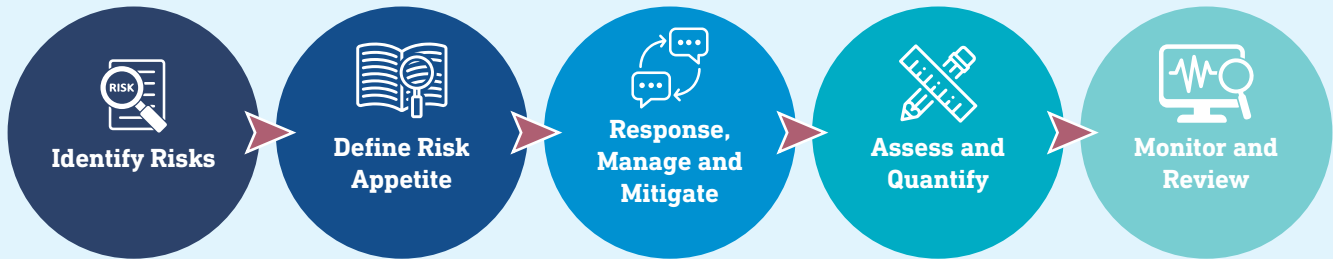 RISK
Identify Risks
Define Risk
Appetite
Response,
Manage and
Mitigate
Assess and
Quantify
Monitor and
Review